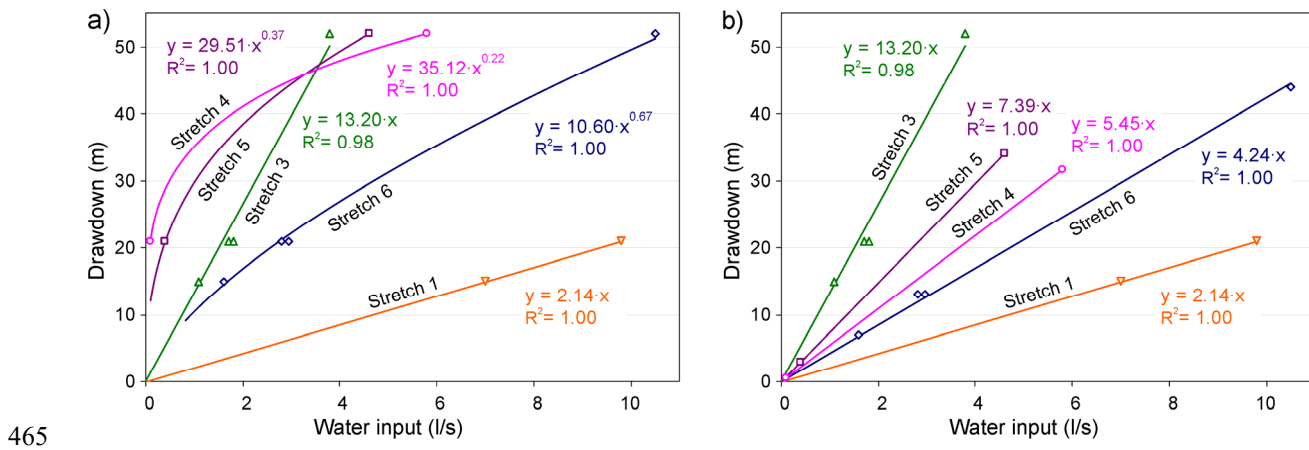 a)
y = 29.51·x^0.37
R²= 1.00
y = 35.12·x^0.22
R²= 1.00
y = 13.20·x
R²= 0.98
y = 10.60·x^0.67
R²= 1.00
y = 2.14·x
R²= 1.00
Stretch 4
Stretch 5
Stretch 3
Stretch 6
Stretch 1
Drawdown (m)
50
40
30
20
10
0
0 2 4 6 8 10
Water input (l/s)
b)
y = 13.20·x
R²= 0.98
y = 7.39·x
R²= 1.00
y = 5.45·x
R²= 1.00
y = 4.24·x
R²= 1.00
y = 2.14·x
R²= 1.00
Stretch 3
Stretch 5
Stretch 4
Stretch 6
Stretch 1
Drawdown (m)
50
40
30
20
10
0
0 2 4 6 8 10
Water input (l/s)
465